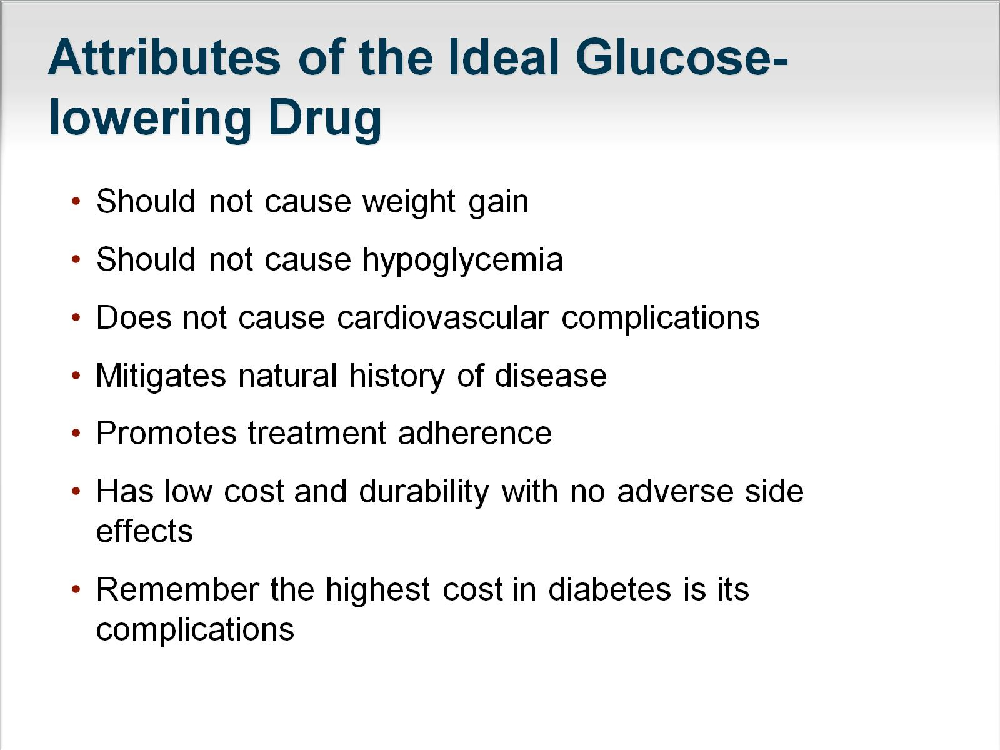 Attributes of the Ideal Glucose-
lowering Drug
• Should not cause weight gain
• Should not cause hypoglycemia
• Does not cause cardiovascular complications
• Mitigates natural history of disease
• Promotes treatment adherence
• Has low cost and durability with no adverse side
effects
• Remember the highest cost in diabetes is its
complications